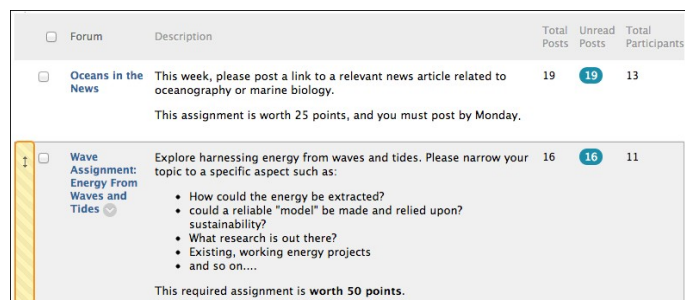 Forum Description Total Posts Unread Posts Total Participants
Oceans in the News
This week, please post a link to a relevant news article related to
oceanography or marine biology.
This assignment is worth 25 points, and you must post by Monday.
19 19 13
Wave Assignment: Energy From Waves and Tides
Explore harnessing energy from waves and tides. Please narrow your
topic to a specific aspect such as:
• How could the energy be extracted?
• could a reliable "model" be made and relied upon?
sustainability?
• What research is out there?
• Existing, working energy projects
• and so on....
This required assignment is worth 50 points.
16 16 11